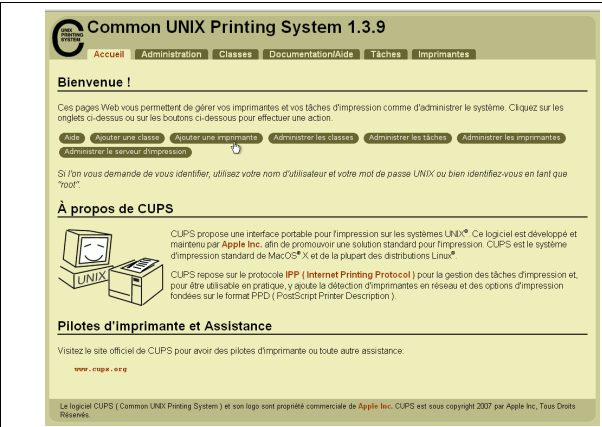 UNIX
PRINTING
SYSTEM
Common UNIX Printing System 1.3.9
Accueil Administration Classes Documentation/Aide Tâches Imprimantes
Bienvenue !
Ces pages Web vous permettent de gérer vos imprimantes et vos tâches d'impression comme d'administrer le système. Cliquez sur les
onglets ci-dessus ou sur les boutons ci-dessous pour effectuer une action.
Aide Ajouter une classe Ajouter une imprimante Administrer les classes Administrer les tâches Administrer les imprimantes
Administrer le serveur d'impression
Si l'on vous demande de vous identifier, utilisez votre nom d'utilisateur et votre mot de passe UNIX ou bien identifiez-vous en tant que
"root".
À propos de CUPS
CUPS propose une interface portable pour l'impression sur les systèmes UNIX®. Ce logiciel est développé et
maintenu par Apple Inc. afin de promouvoir une solution standard pour l'impression. CUPS est le système
d'impression standard de MacOS® X et de la plupart des distributions Linux®.
UNIX
CUPS repose sur le protocole IPP ( Internet Printing Protocol ) pour la gestion des tâches d'impression et,
pour être utilisable en pratique, y ajoute la détection d'imprimantes en réseau et des options d'impression
fondées sur le format PPD ( PostScript Printer Description ).
Pilotes d'imprimante et Assistance
Visitez le site officiel de CUPS pour avoir des pilotes d'imprimante ou toute autre assistance:
www.cups.org
Le logiciel CUPS ( Common UNIX Printing System ) et son logo sont propriété commerciale de Apple Inc. CUPS est sous copyright 2007 par Apple Inc, Tous Droits
Réservés.